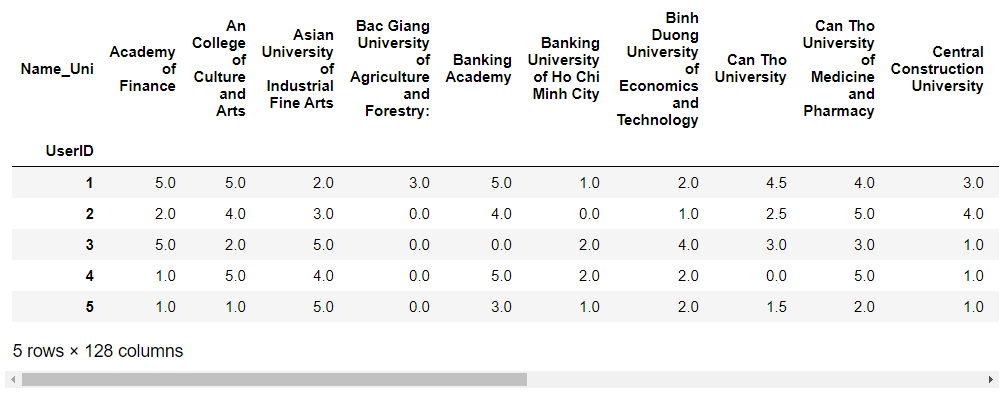 Name_Uni Academy of Finance An College of Culture and Arts Asian University of Industrial Fine Arts Bac Giang University of Agriculture and Forestry: Banking Academy Banking University of Ho Chi Minh City Binh Duong University of Economics and Technology Can Tho University Can Tho University of Medicine and Pharmacy Central Construction University
UserID
1 5.0 5.0 2.0 3.0 5.0 1.0 2.0 4.5 4.0 3.0
2 2.0 4.0 3.0 0.0 4.0 0.0 1.0 2.5 5.0 4.0
3 5.0 2.0 5.0 0.0 0.0 2.0 4.0 3.0 3.0 1.0
4 1.0 5.0 4.0 0.0 5.0 2.0 2.0 0.0 5.0 1.0
5 1.0 1.0 5.0 0.0 3.0 1.0 2.0 1.5 2.0 1.0
5 rows × 128 columns